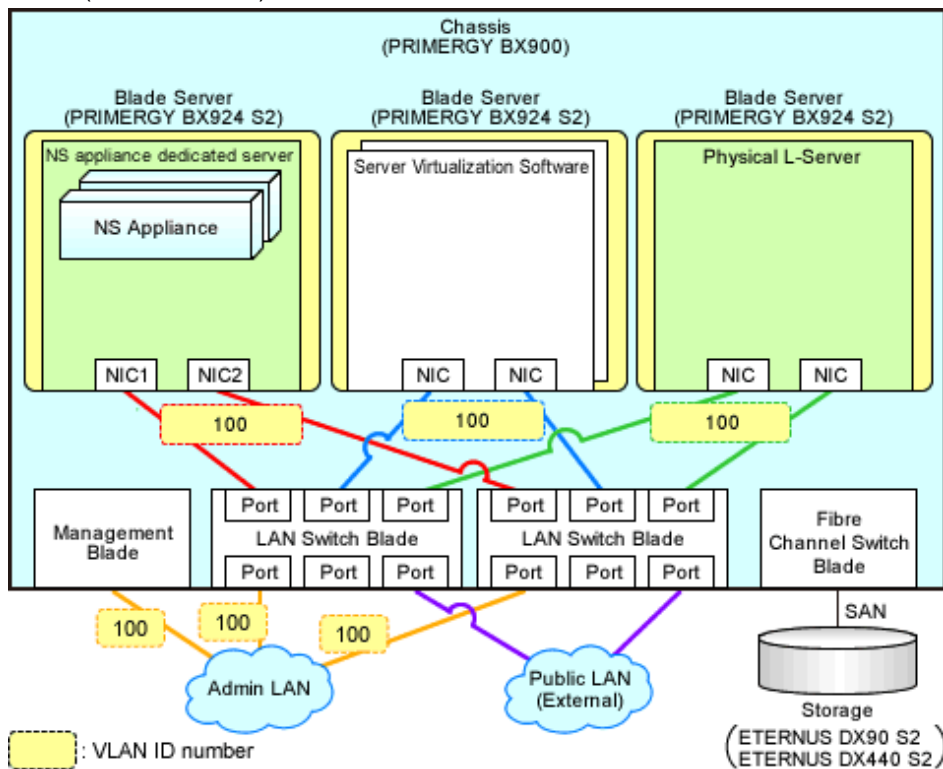 Chassis
(PRIMERGY BX900)
Blade Server
(PRIMERGY BX924 S2)
Blade Server
(PRIMERGY BX924 S2)
Blade Server
(PRIMERGY BX924 S2)
NS appliance dedicated server
NS Appliance
Server Virtualization Software
Physical L-Server
NIC1
NIC2
NIC
NIC
NIC
NIC
100
100
100
Management
Blade
Port
Port
Port
LAN Switch Blade
Port
Port
Port
Port
Port
Port
LAN Switch Blade
Port
Port
Port
Fibre
Channel Switch
Blade
100
100
100
SAN
Admin LAN
Public LAN
(External)
Storage
(ETERNUS DX90 S2
ETERNUS DX440 S2)
: VLAN ID number